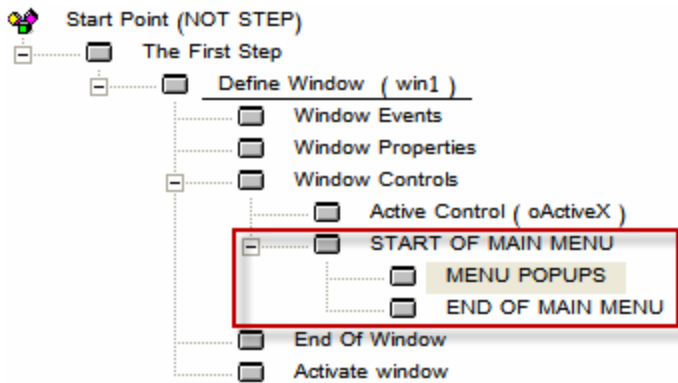 Start Point (NOT STEP)
The First Step
Define Window ( win1 )
Window Events
Window Properties
Window Controls
Active Control ( oActiveX )
START OF MAIN MENU
MENU POPUPS
END OF MAIN MENU
End Of Window
Activate window